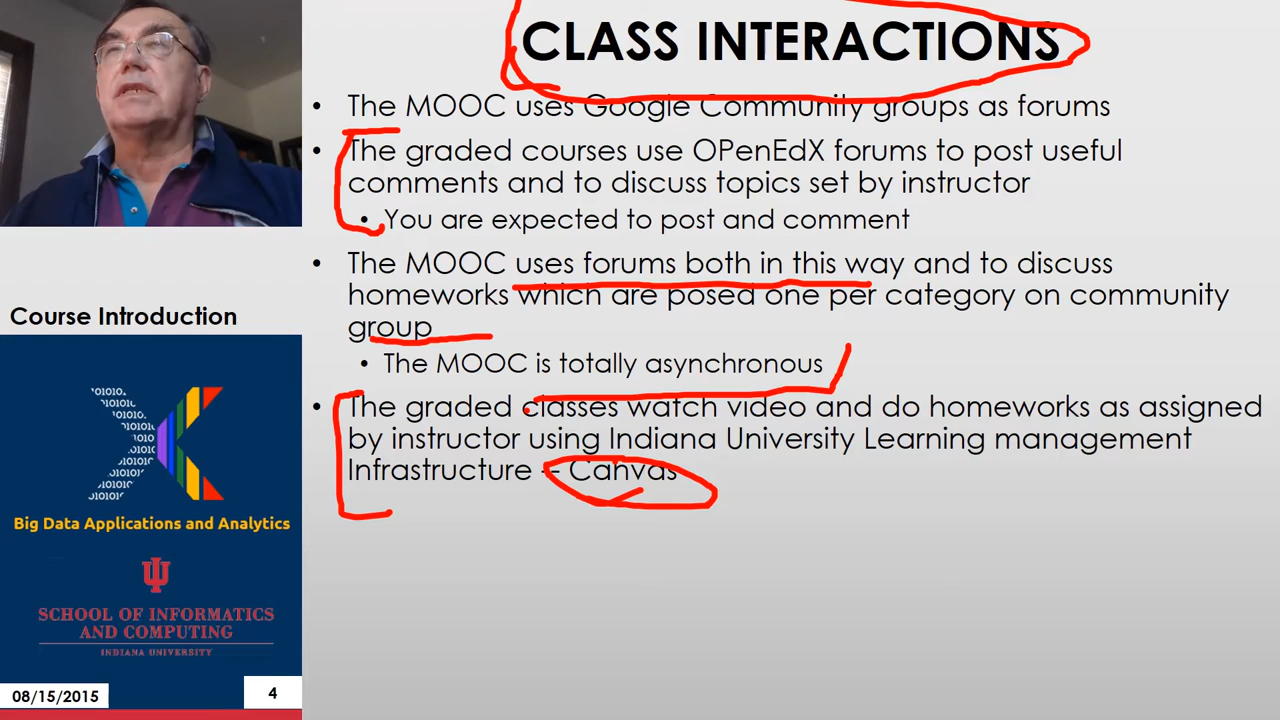 CLASS INTERACTIONS
• The MOOC uses Google Community groups as forums
• The graded courses use OPenEdX forums to post useful
comments and to discuss topics set by instructor
• You are expected to post and comment
• The MOOC uses forums both in this way and to discuss
homeworks which are posed one per category on community
group
• The MOOC is totally asynchronous
• The graded classes watch video and do homeworks as assigned
by instructor using Indiana University Learning management
Infrastructure – Canvas
Course Introduction
Big Data Applications and Analytics
SCHOOL OF INFORMATICS
AND COMPUTING
INDIANA UNIVERSITY
08/15/2015
4